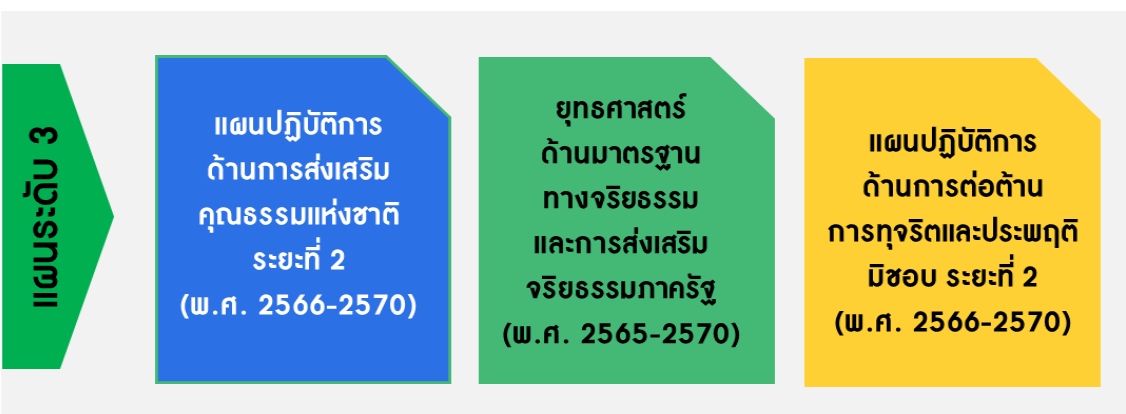 แผนระดับ 3
แผนปฏิบัติการ
ด้านการส่งเสริม
คุณธรรมแห่งชาติ
ระยะที่ 2
(พ.ศ. 2566-2570)
ยุทธศาสตร์
ด้านมาตรฐาน
ทางจริยธรรม
และการส่งเสริม
จริยธรรมภาครัฐ
(พ.ศ. 2565-2570)
แผนปฏิบัติการ
ด้านการต่อต้าน
การทุจริตและประพฤติ
มิชอบ ระยะที่ 2
(พ.ศ. 2566-2570)